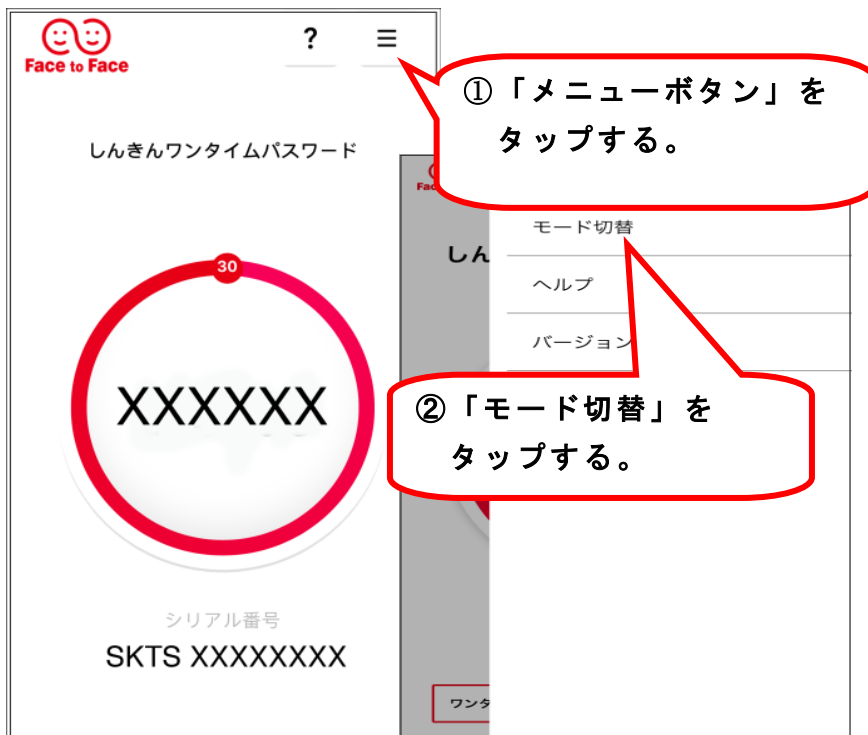 Face to Face
?
①「メニューボタン」を
タップする。
しんきんワンタイムパスワード
モード切替
しん
ヘルプ
30
バージョン
XXXXXX
②「モード切替」を
タップする。
シリアル番号
SKTS XXXXXXXX
ワンタ